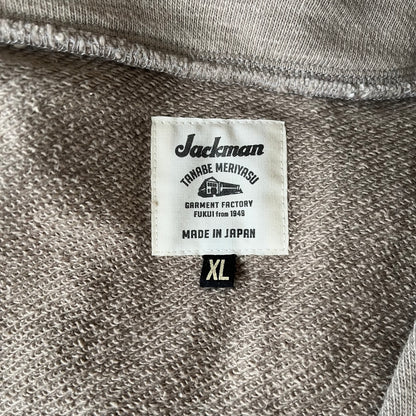 Jackman
TANABE MERIYASU
GARMENT FACTORY
FUKUI from 1949
MADE IN JAPAN
XL